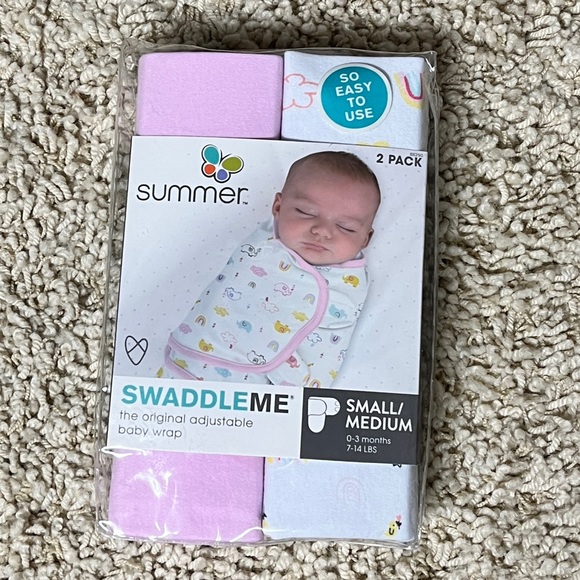 SO
EASY
TO
USE
2 PACK
summer™
SWADDLEME®
the original adjustable
baby wrap
SMALL/
MEDIUM
0-3 months
7-14 LBS